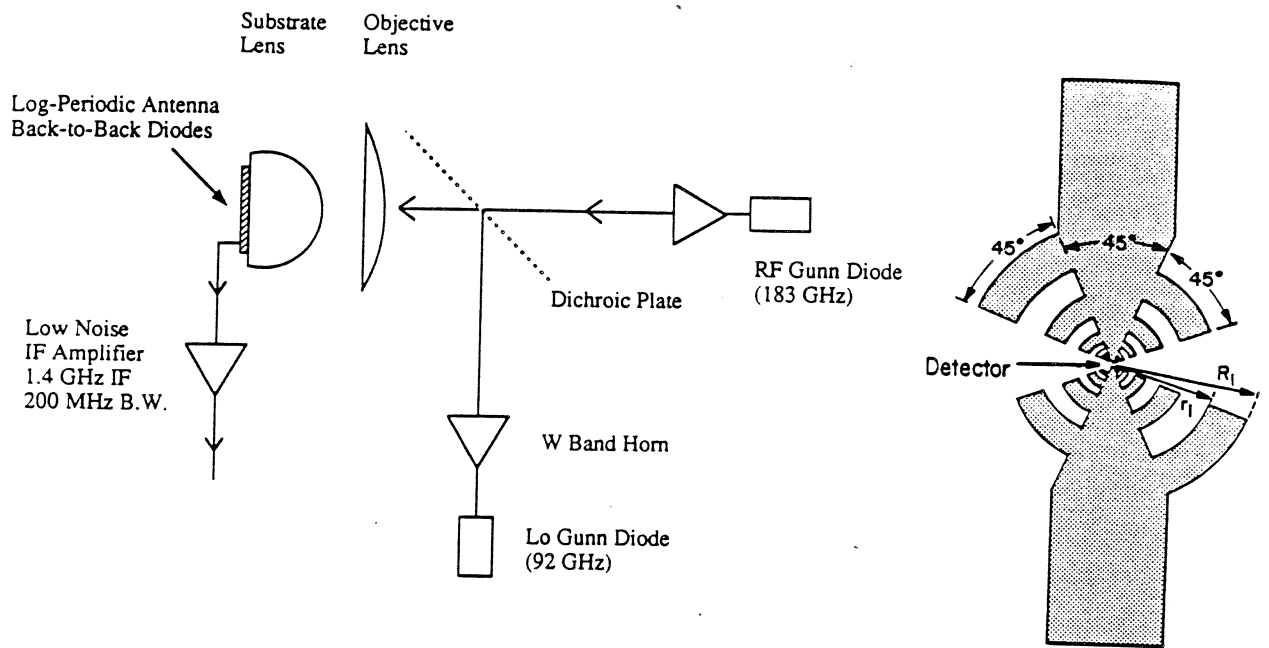 Substrate
Lens
Objective
Lens
Log-Periodic Antenna
Back-to-Back Diodes
RF Gunn Diode
(183 GHz)
Dichroic Plate
Low Noise
IF Amplifier
1.4 GHz IF
200 MHz B.W.
W Band Horn
Lo Gunn Diode
(92 GHz)
45°
45°
45°
Detector
R₁
r₁